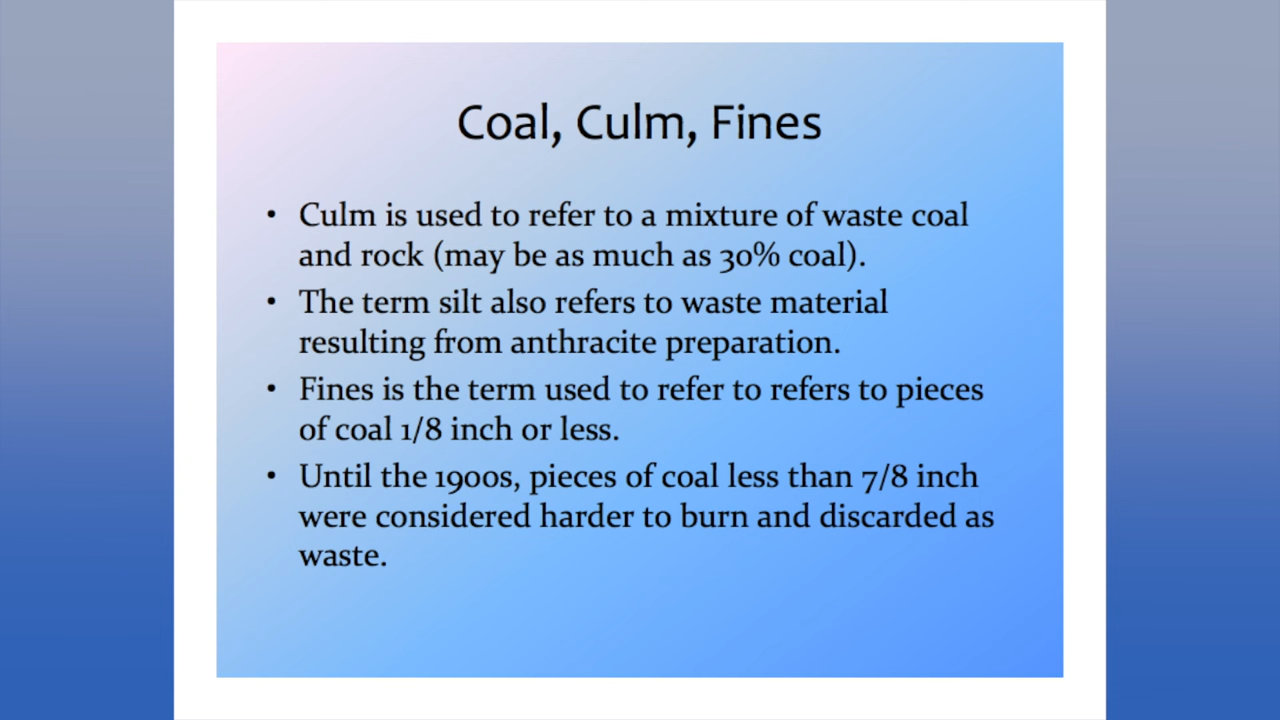 Coal, Culm, Fines
• Culm is used to refer to a mixture of waste coal
and rock (may be as much as 30% coal).
• The term silt also refers to waste material
resulting from anthracite preparation.
• Fines is the term used to refer to refers to pieces
of coal 1/8 inch or less.
• Until the 1900s, pieces of coal less than 7/8 inch
were considered harder to burn and discarded as
waste.